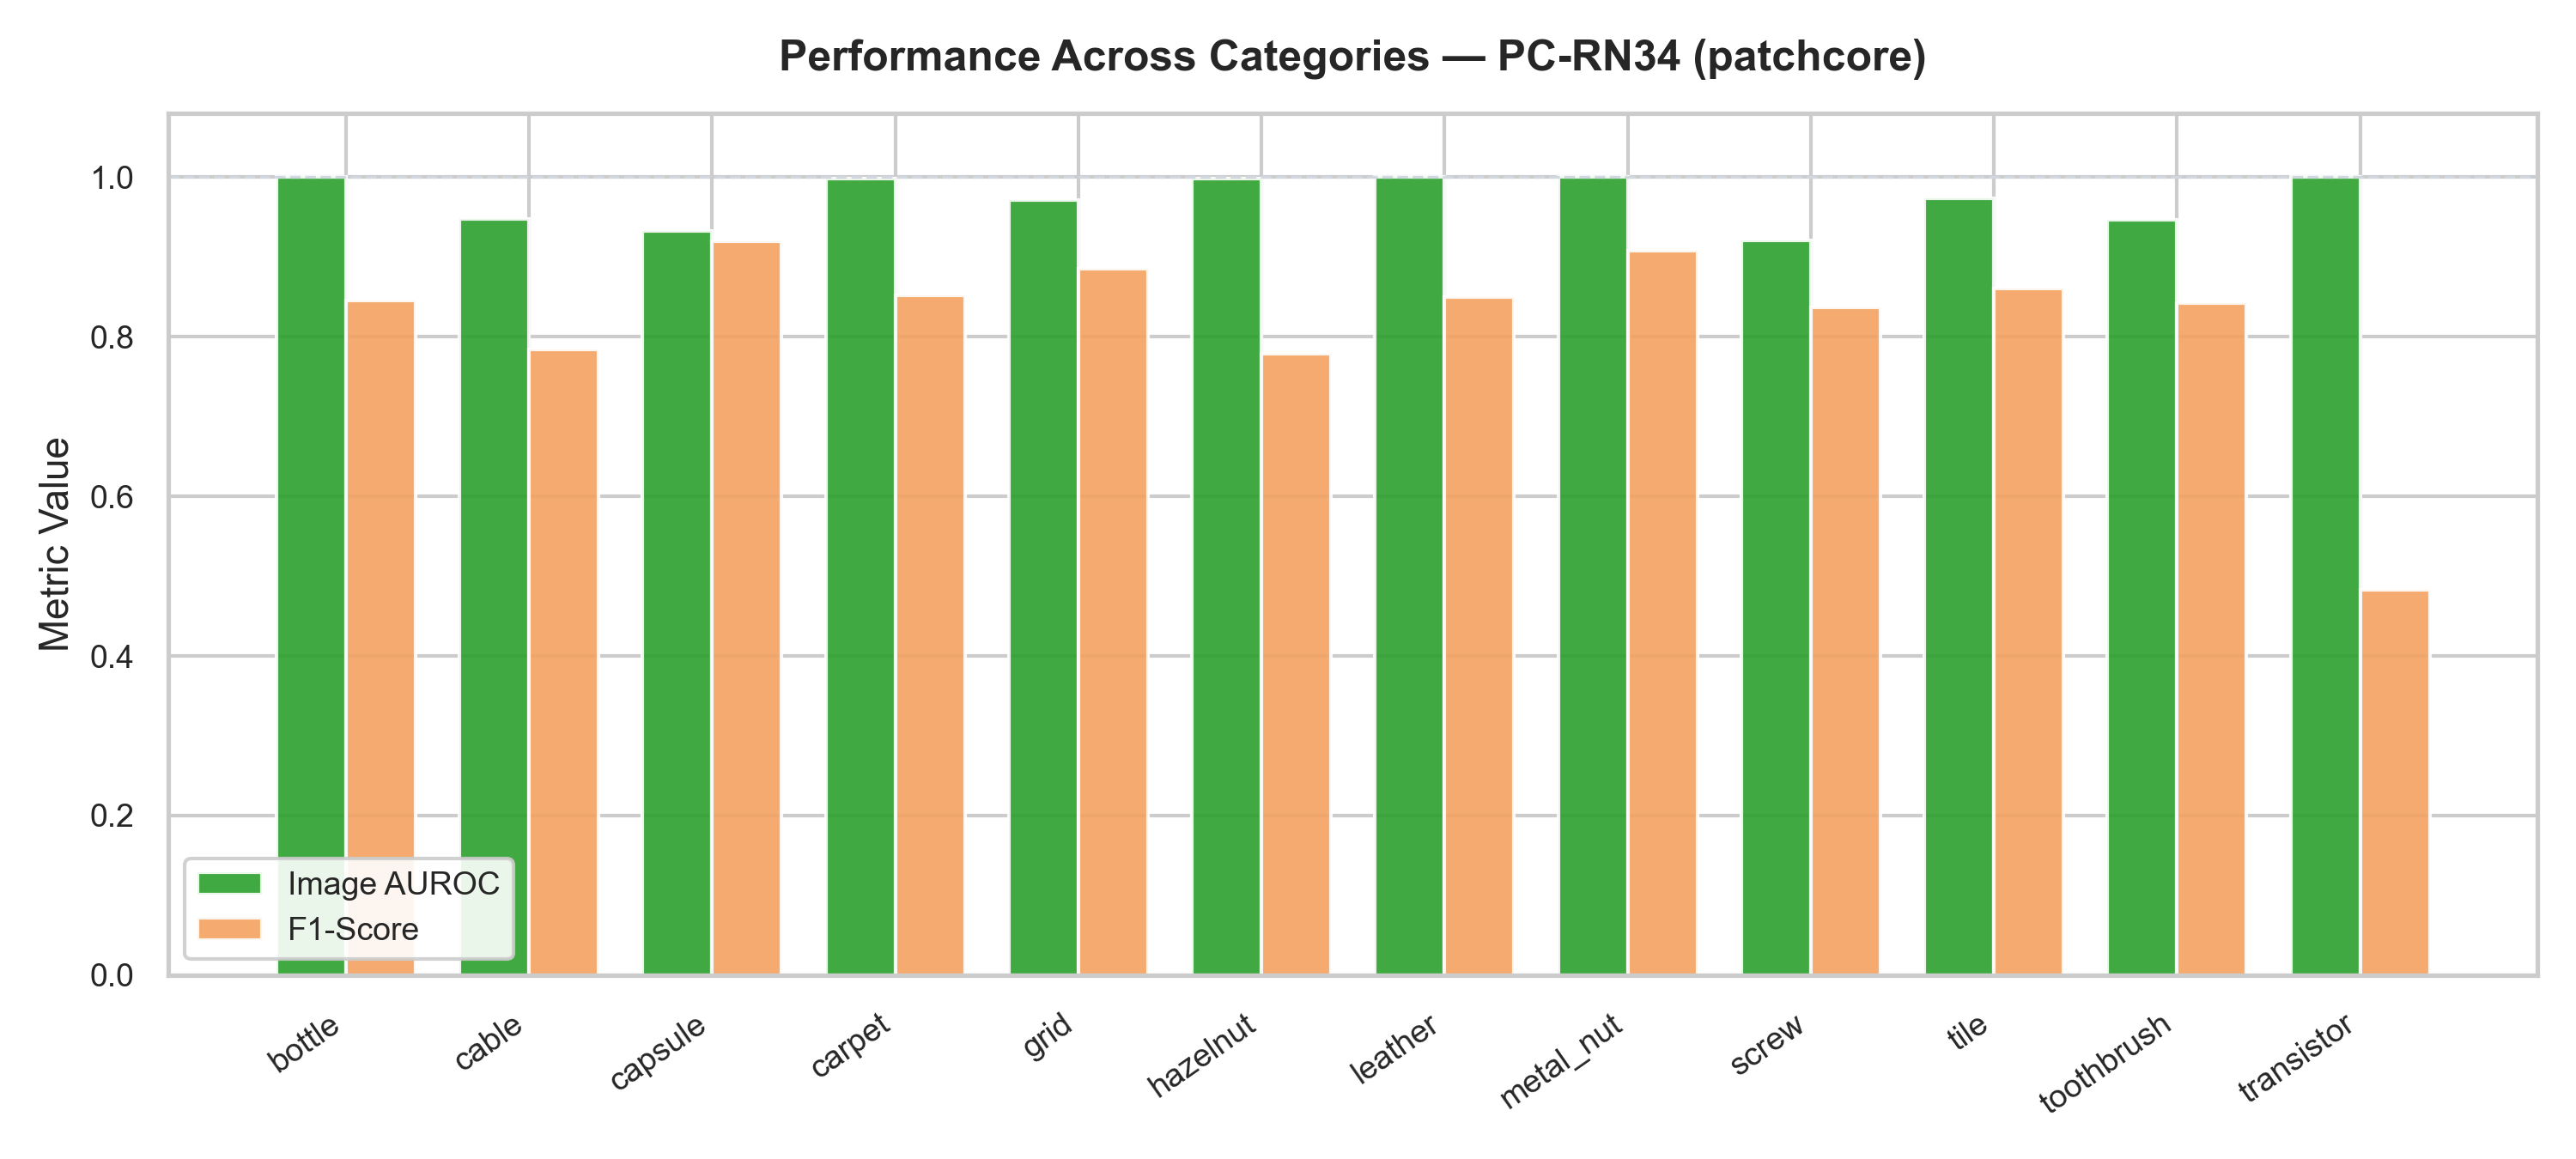 Performance Across Categories — PC-RN34 (patchcore)
Metric Value
1.0
0.8
0.6
0.4
0.2
0.0
Image AUROC
F1-Score
bottle
cable
capsule
carpet
grid
hazelnut
leather
metal_nut
screw
tile
toothbrush
transistor